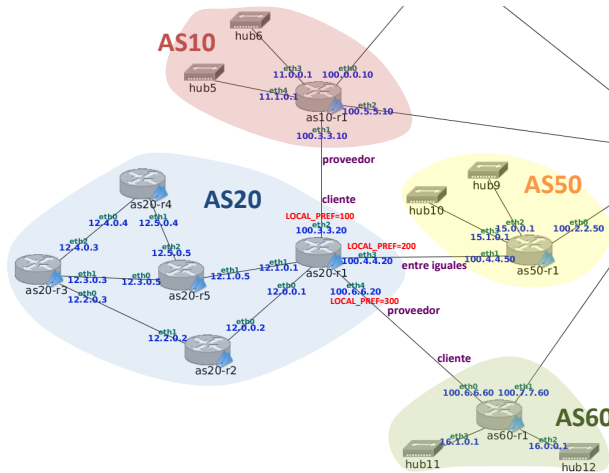 AS10
hub6
eth3
11.0.0.1
eth0
100.0.0.10
hub5
eth4
11.1.0.1
eth2
100.5.5.10
as10-r1
eth1
100.3.3.10
proveedor
AS20
cliente
LOCAL_PREF=100
eth2
100.3.3.20
as20-r4
eth0
12.4.0.4
eth1
12.5.0.4
eth2
12.4.0.3
eth2
12.5.0.5
as20-r3
eth1
12.3.0.3
eth0
12.3.0.5
as20-r5
eth1
12.1.0.5
eth1
12.1.0.1
as20-r1
LOCAL_PREF=200
eth3
100.4.4.20
entre iguales
eth0
12.2.0.3
eth0
12.0.0.1
eth4
100.6.6.20
LOCAL_PREF=300
proveedor
eth1
12.2.0.2
eth0
12.0.0.2
as20-r2
AS50
hub9
hub10
eth2
15.0.0.1
eth3
15.1.0.1
eth0
100.2.2.50
eth1
100.4.4.50
as50-r1
cliente
AS60
eth0
100.6.6.60
eth1
100.7.7.60
as60-r1
eth3
16.1.0.1
eth2
16.0.0.1
hub11
hub12